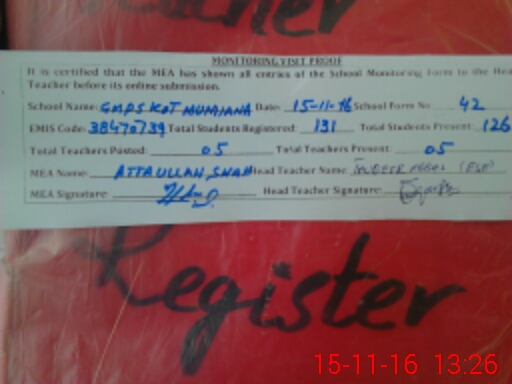 cher
MONITORING VISIT PROOF
It is certified that the MEA has shown all entries of the School Monitoring Form to the Hea
Teacher before its online submission.
School Name: GMPS KOT MUMIANA Date: 15-11-16 School Form No 42
EMIS Code: 38470739 Total Students Registered: 131 Total Students Present: 126
Total Teachers Posted: 05 Total Teachers Present: 05
MEA Name: ATTAULLAH SHAH Head Teacher Name:
MEA Signature: Head Teacher Signature:
Register
15-11-16 13:26